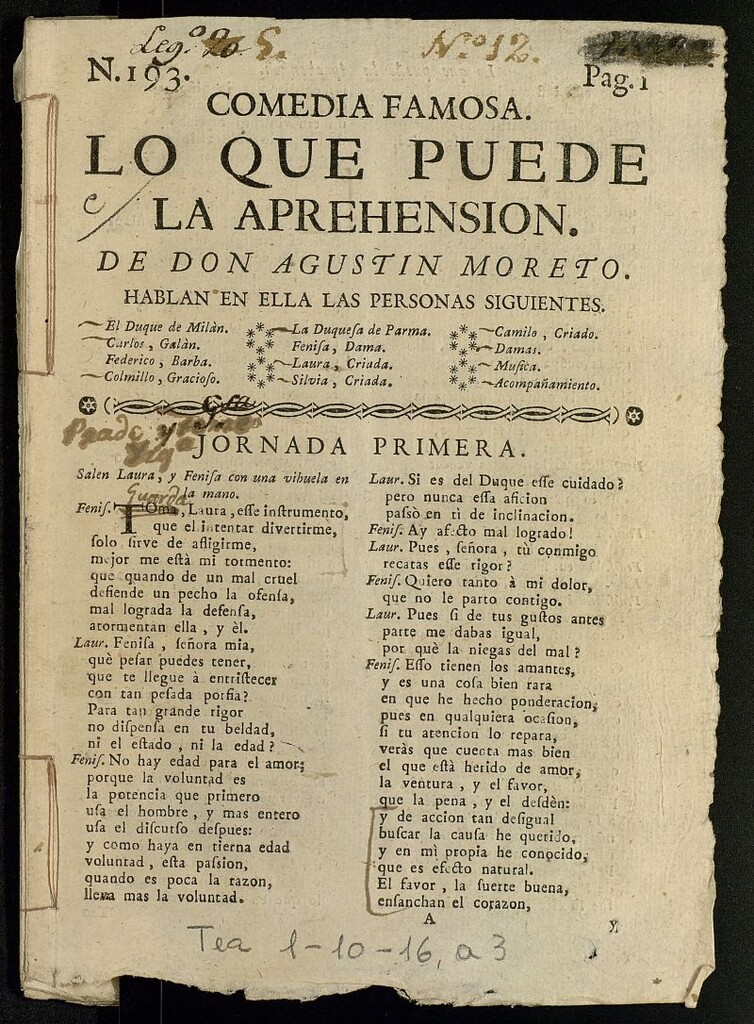 Leg.º 20 5. N.º 12.
N. 193. Pag. 1
COMEDIA FAMOSA.
LO QUE PUEDE
LA APREHENSION.
DE DON AGUSTIN MORETO.
HABLAN EN ELLA LAS PERSONAS SIGUIENTES.
El Duque de Milàn.
Carlos, Galàn.
Federico, Barba.
Colmillo, Gracioſo.
La Duqueſa de Parma.
Feniſa, Dama.
Laura, Criada.
Silvia, Criada.
Camilo, Criado.
Damas.
Muſica.
Acompañamiento.
JORNADA PRIMERA.
Salen Laura, y Feniſa con una vihuela en
la mano.
Guarda
Feniſ. TOma, Laura, eſſe inſtrumento,
que el intentar divertirme,
ſolo ſirve de afligirme,
mejor me eſtà mi tormento:
que quando de un mal cruel
defiende un pecho la ofenſa,
mal lograda la defenſa,
atormentan ella, y èl.
Laur. Feniſa, ſeñora mia,
què peſar puedes tener,
que te llegue à entriſtecer
con tan peſada porfia?
Para tan grande rigor
no diſpenſa en tu beldad,
ni el eſtado, ni la edad?
Feniſ. No hay edad para el amor;
porque la voluntad es
la potencia que primero
uſa el hombre, y mas entero
uſa el diſcurſo deſpues:
y como haya en tierna edad
voluntad, eſta paſsion,
quando es poca la razon,
lleva mas la voluntad.
Laur. Si es del Duque eſſe cuidado?
pero nunca eſſa aficion
paſsò en tì de inclinacion.
Feniſ. Ay afecto mal logrado!
Laur. Pues, ſeñora, tù conmigo
recatas eſſe rigor?
Feniſ. Quiero tanto à mi dolor,
que no le parto contigo.
Laur. Pues ſi de tus guſtos antes
parte me dabas igual,
por què la niegas del mal?
Feniſ. Eſſo tienen los amantes,
y es una coſa bien rara
en que he hecho ponderacion,
pues en qualquiera ocaſion,
ſi tu atencion lo repara,
veràs que cuenta mas bien
el que eſtà herido de amor,
la ventura, y el favor,
que la pena, y el deſdèn:
y de accion tan deſigual
buſcar la cauſa he querido,
y en mì propia he conocido,
que es efecto natural.
El favor, la ſuerte buena,
enſanchan el corazon,
A y
Tea 1-10-16, a 3